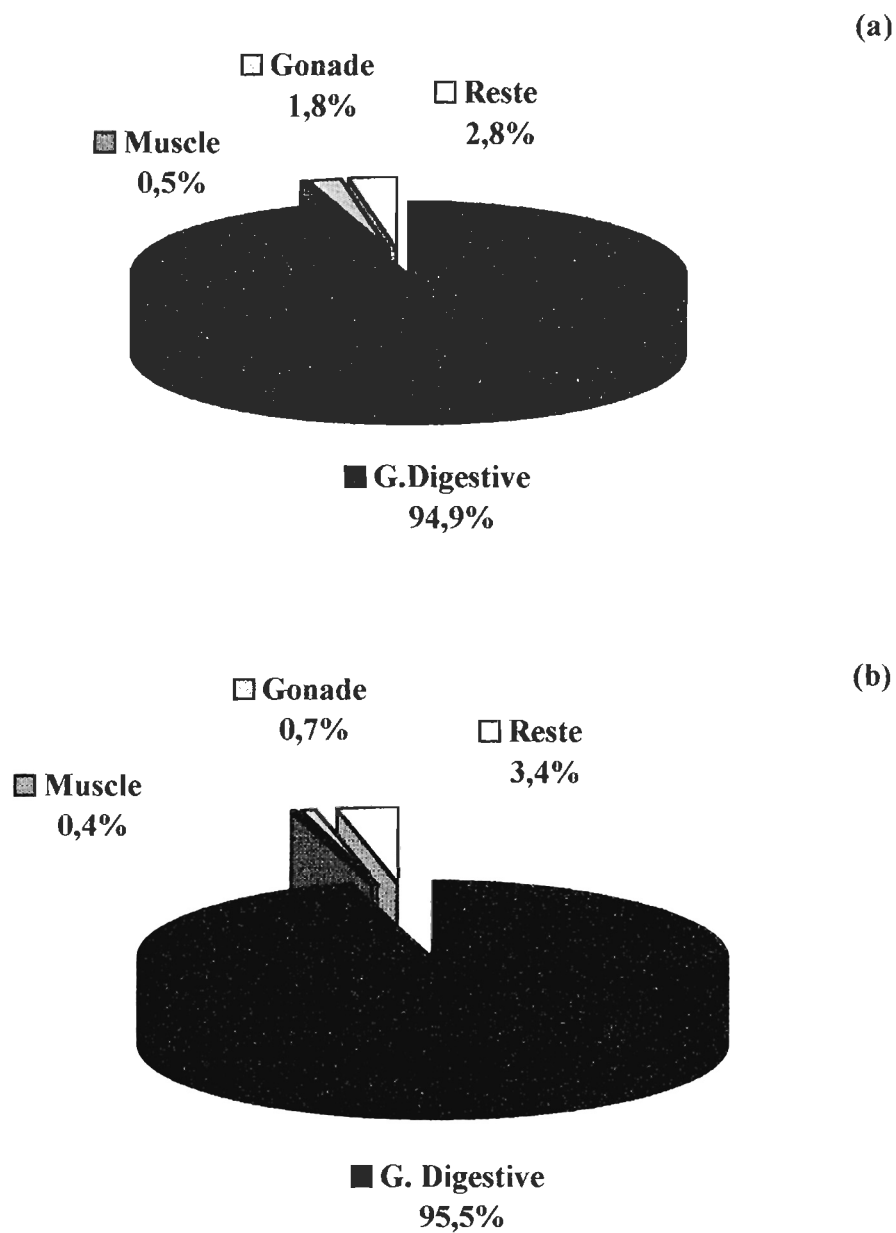 (a)
Gonade
1,8%
Reste
2,8%
Muscle
0,5%
G.Digestive
94,9%
(b)
Gonade
0,7%
Reste
3,4%
Muscle
0,4%
G. Digestive
95,5%